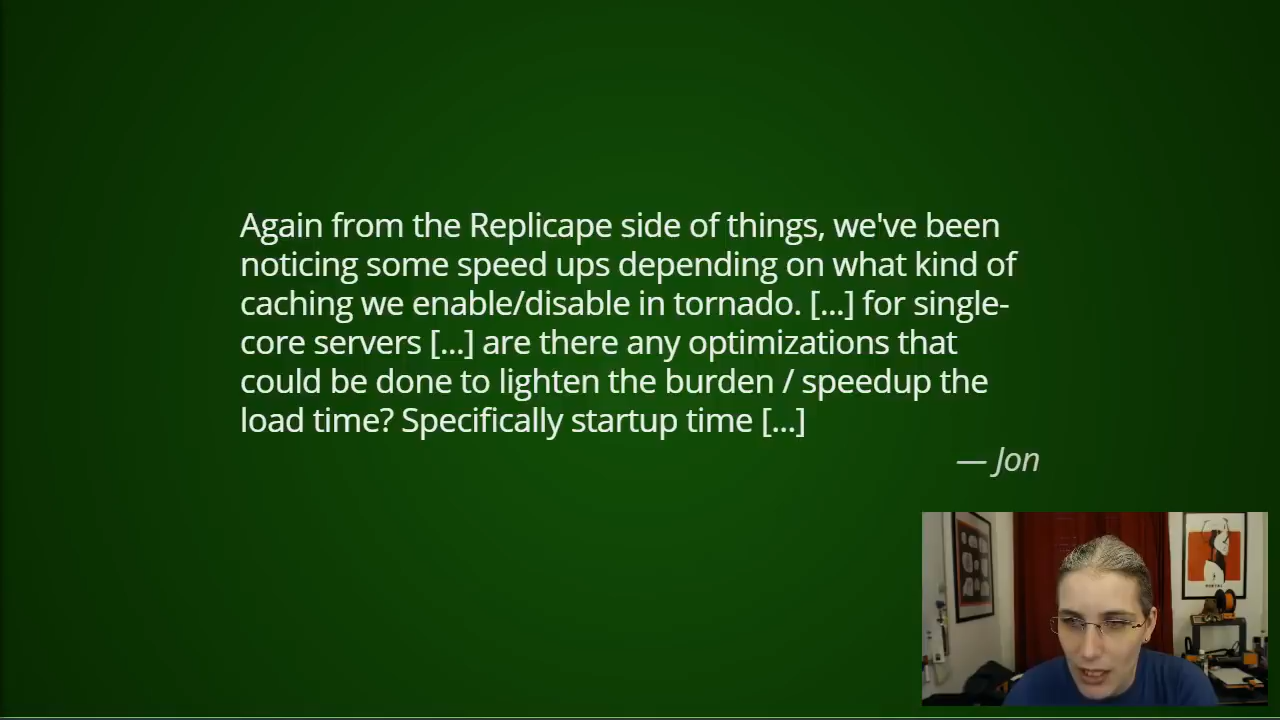 Again from the Replicape side of things, we've been
noticing some speed ups depending on what kind of
caching we enable/disable in tornado. [...] for single-
core servers [...] are there any optimizations that
could be done to lighten the burden / speedup the
load time? Specifically startup time [...]
— Jon